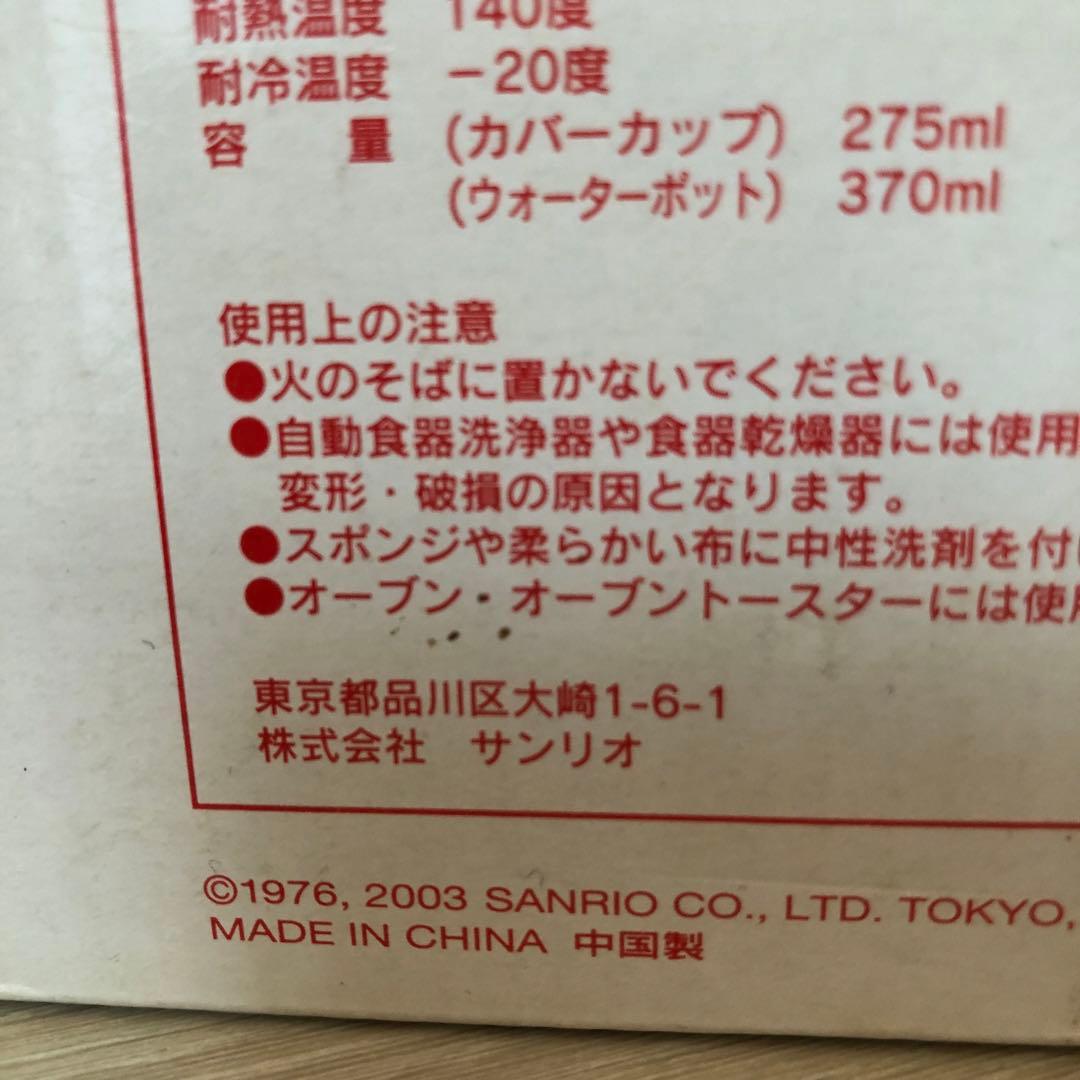 耐熱温度 140度
耐冷温度 −20度
容 量 (カバーカップ) 275ml
(ウォーターポット) 370ml
使用上の注意
●火のそばに置かないでください。
●自動食器洗浄器や食器乾燥器には使用
変形・破損の原因となります。
●スポンジや柔らかい布に中性洗剤を付け
●オーブン・オーブントースターには使用
東京都品川区大崎1-6-1
株式会社 サンリオ
©1976, 2003 SANRIO CO., LTD. TOKYO,
MADE IN CHINA 中国製